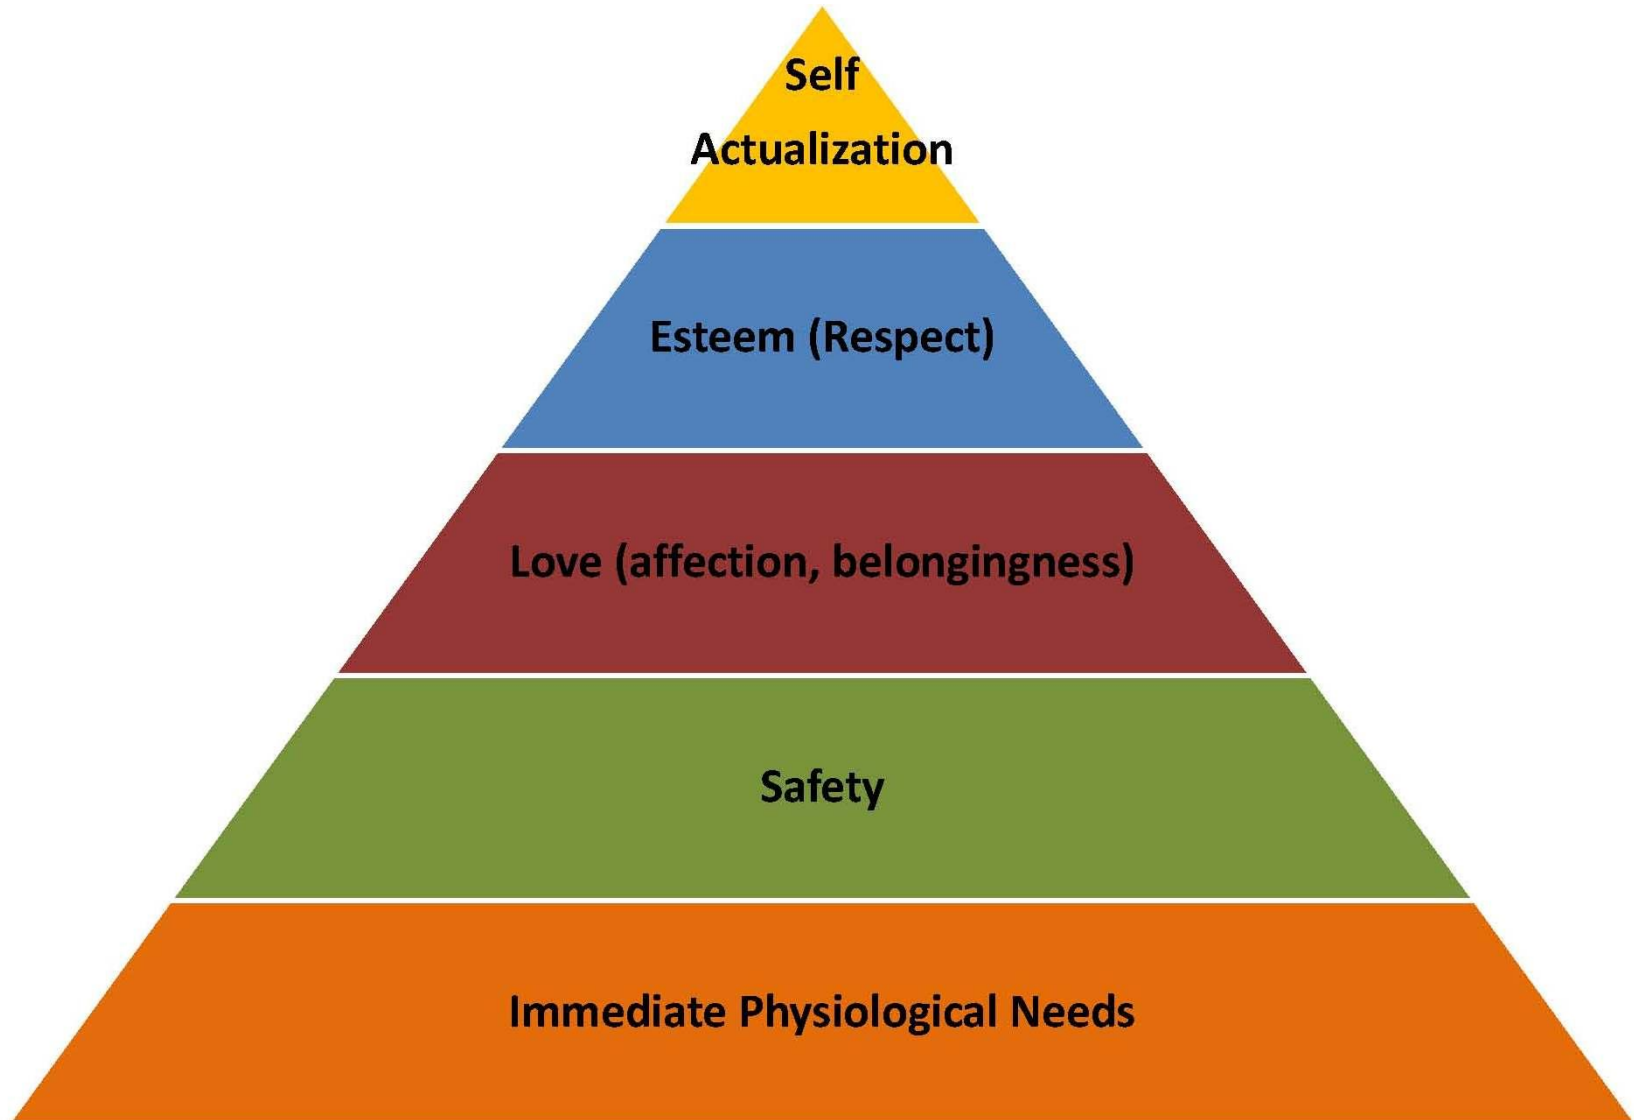 Self
Actualization
Esteem (Respect)
Love (affection, belongingness)
Safety
Immediate Physiological Needs